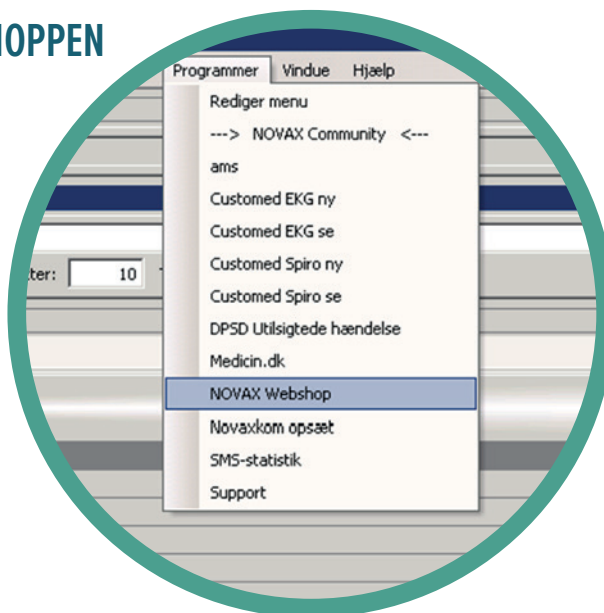 HOPPEN
Programmer Vindue Hjælp
Rediger menu
---> NOVAX Community <---
ams
Customed EKG ny
Customed EKG se
Customed Spiro ny
Customed Spiro se
ter: 10
DPSD Utilsigtede hændelse
Medicin.dk
NOVAX Webshop
Novaxkom opsæt
SMS-statistik
Support